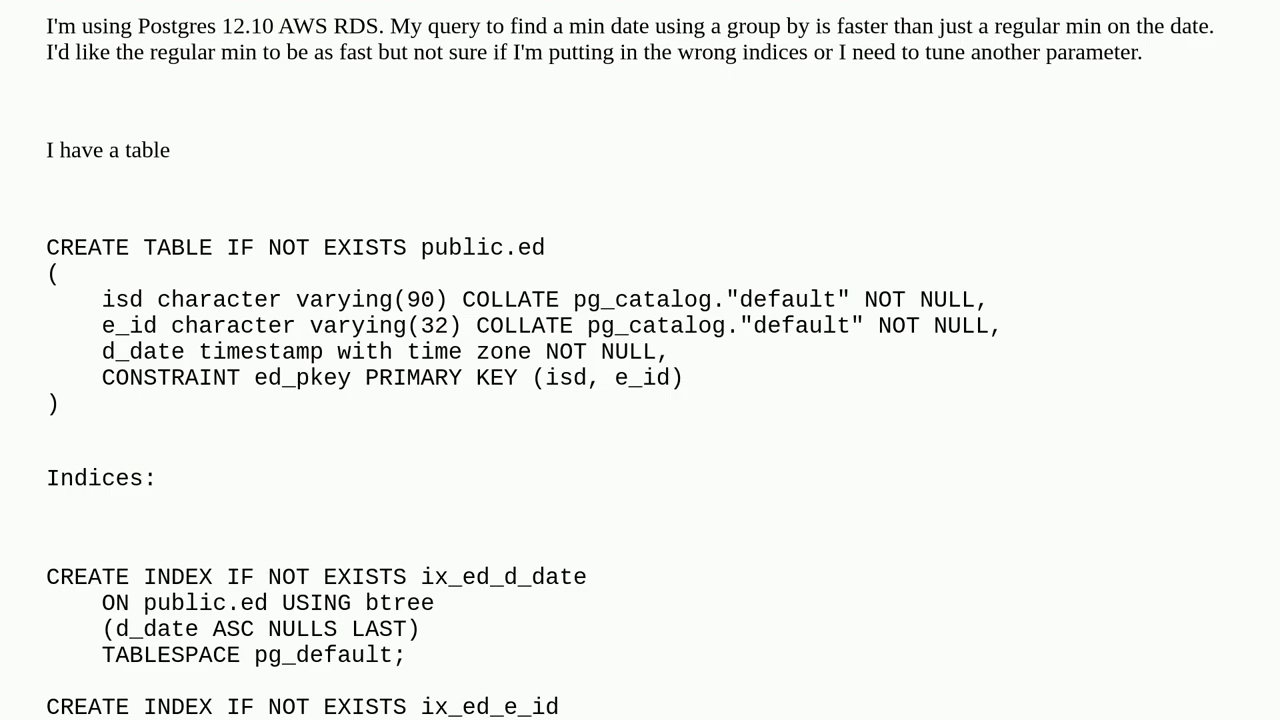 I'm using Postgres 12.10 AWS RDS. My query to find a min date using a group by is faster than just a regular min on the date.
I'd like the regular min to be as fast but not sure if I'm putting in the wrong indices or I need to tune another parameter.
I have a table
CREATE TABLE IF NOT EXISTS public.ed
(
    isd character varying(90) COLLATE pg_catalog."default" NOT NULL,
    e_id character varying(32) COLLATE pg_catalog."default" NOT NULL,
    d_date timestamp with time zone NOT NULL,
    CONSTRAINT ed_pkey PRIMARY KEY (isd, e_id)
)
Indices:
CREATE INDEX IF NOT EXISTS ix_ed_d_date
    ON public.ed USING btree
    (d_date ASC NULLS LAST)
    TABLESPACE pg_default;
CREATE INDEX IF NOT EXISTS ix_ed_e_id